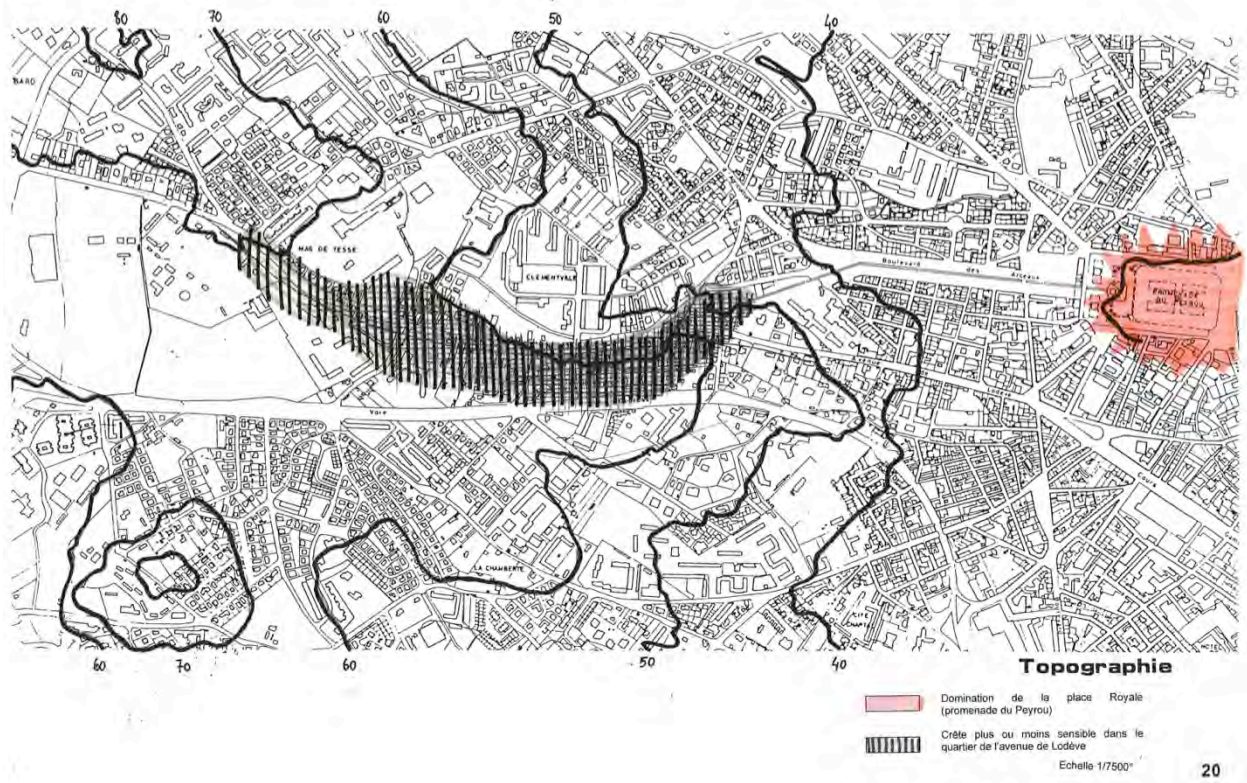 80
70
60
50
40
BARD
MAS DE TESSE
CLEMENTVILLE
Boulevard des Arceaux
PROMENADE
DU PEYROU
Voie
LA CHAMBERTE
Cours
CITE
60
70
60
50
40
Topographie
Domination de la place Royale
(promenade du Peyrou)
Crête plus ou moins sensible dans le
quartier de l'avenue de Lodève
Echelle 1/7500°
20